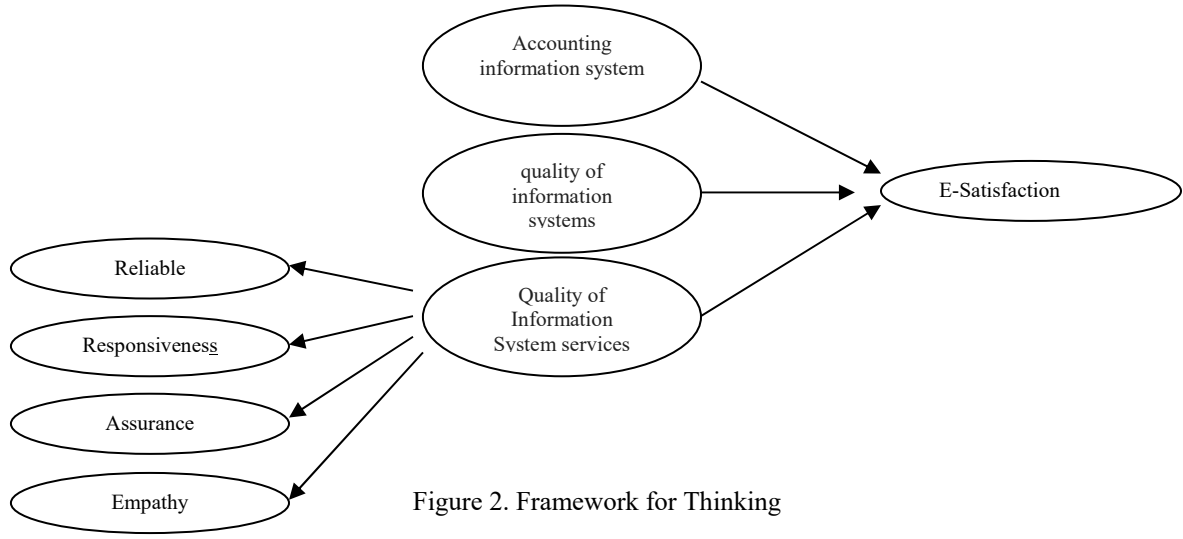 Accounting
information system
quality of
information
systems
E-Satisfaction
Reliable
Quality of
Information
System services
Responsiveness
Assurance
Empathy
Figure 2. Framework for Thinking